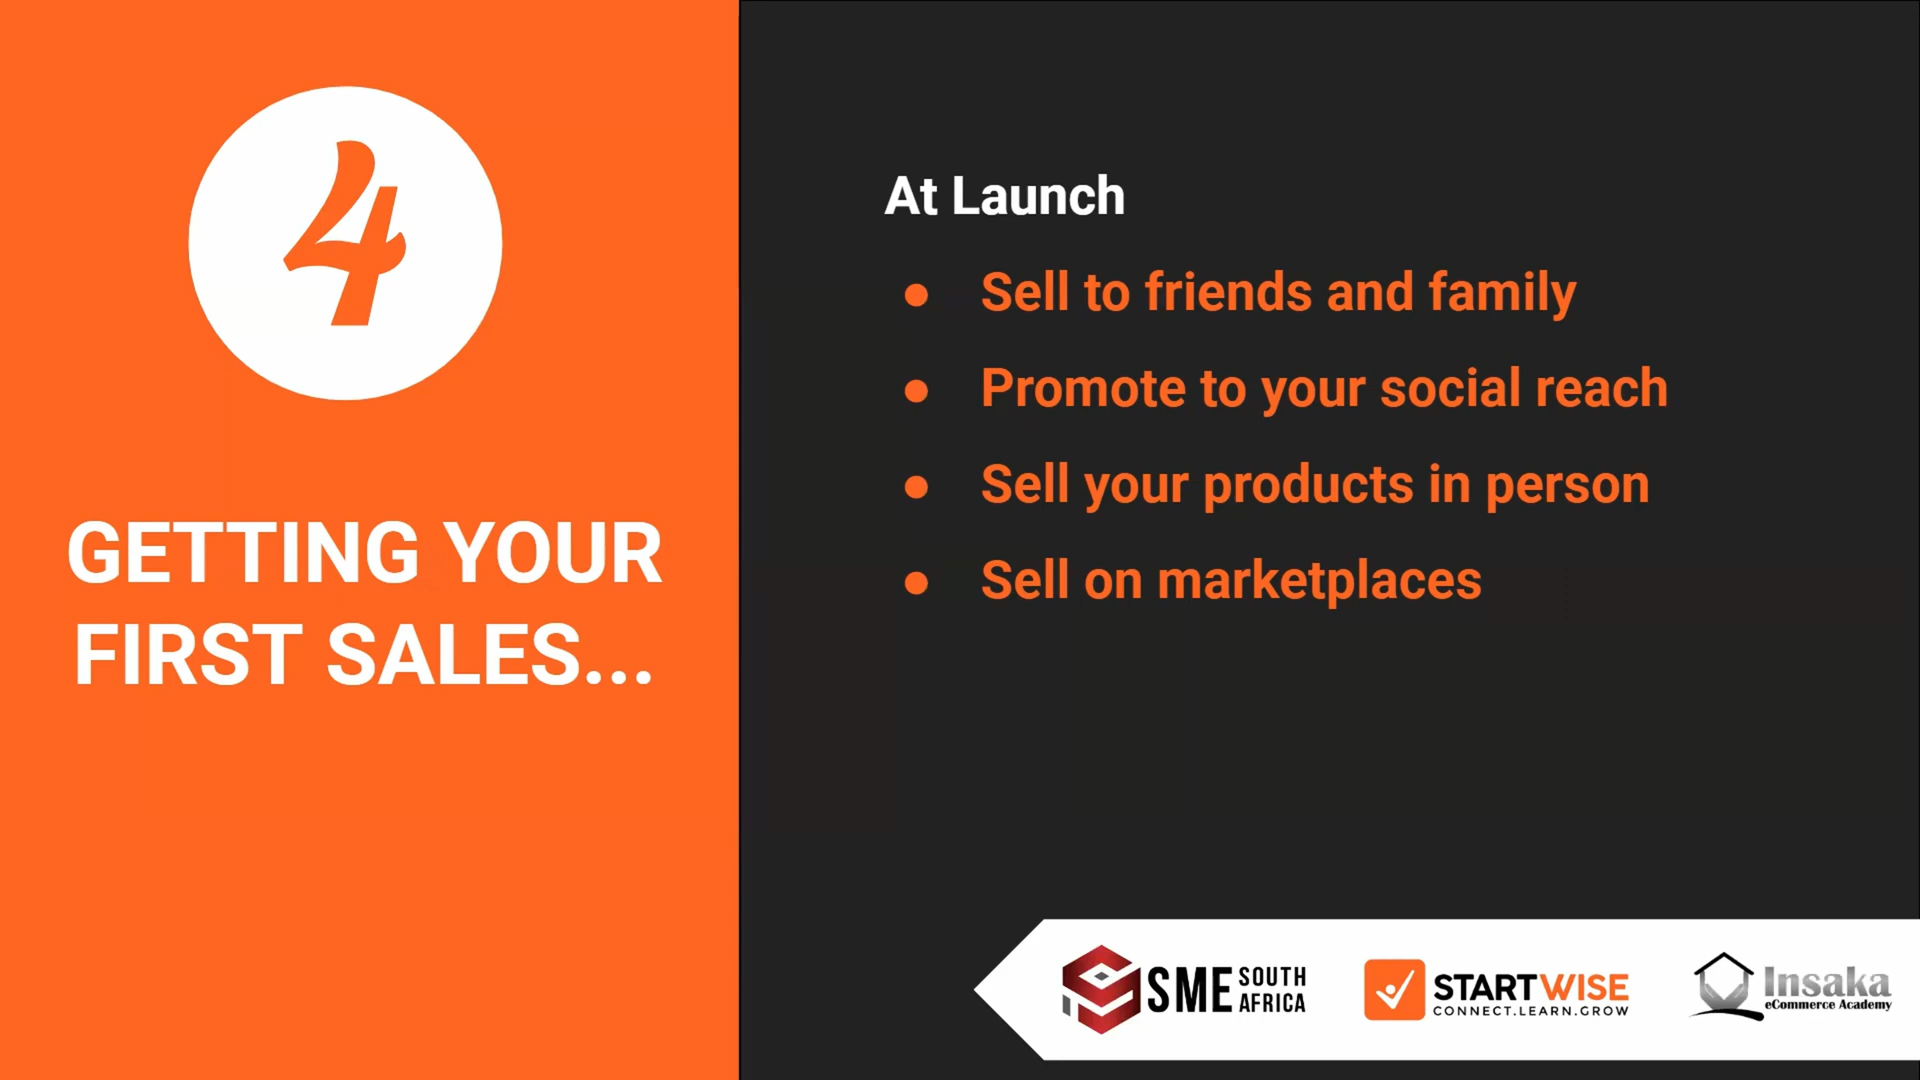 4
GETTING YOUR
FIRST SALES...
At Launch
● Sell to friends and family
● Promote to your social reach
● Sell your products in person
● Sell on marketplaces
SME SOUTH AFRICA
STARTWISE
CONNECT.LEARN.GROW
Insaka
eCommerce Academy